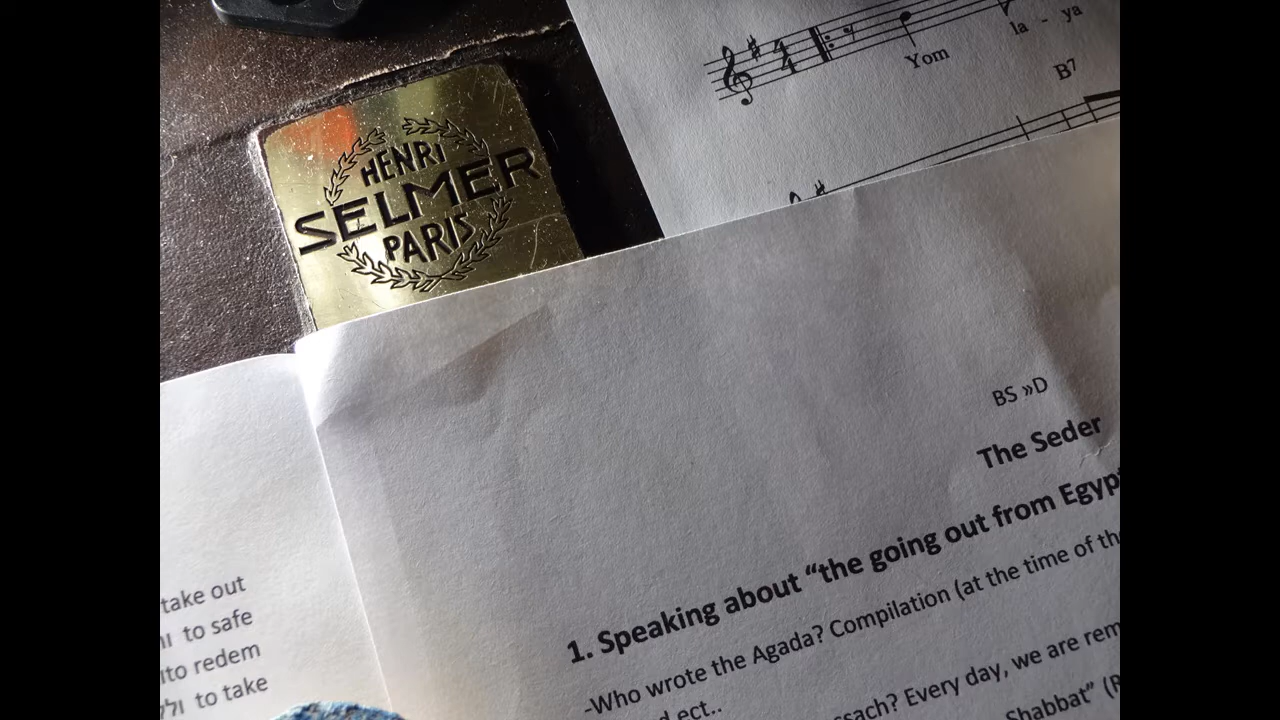 HENRI
SELMER
PARIS
Yom
la - ya
B7
take out
to safe
to redem
to take
BS »D
The Seder
1. Speaking about “the going out from Egyp
-Who wrote the Agada? Compilation (at the time of th
d ect..
ssach? Every day, we are rem
Shabbat” (R